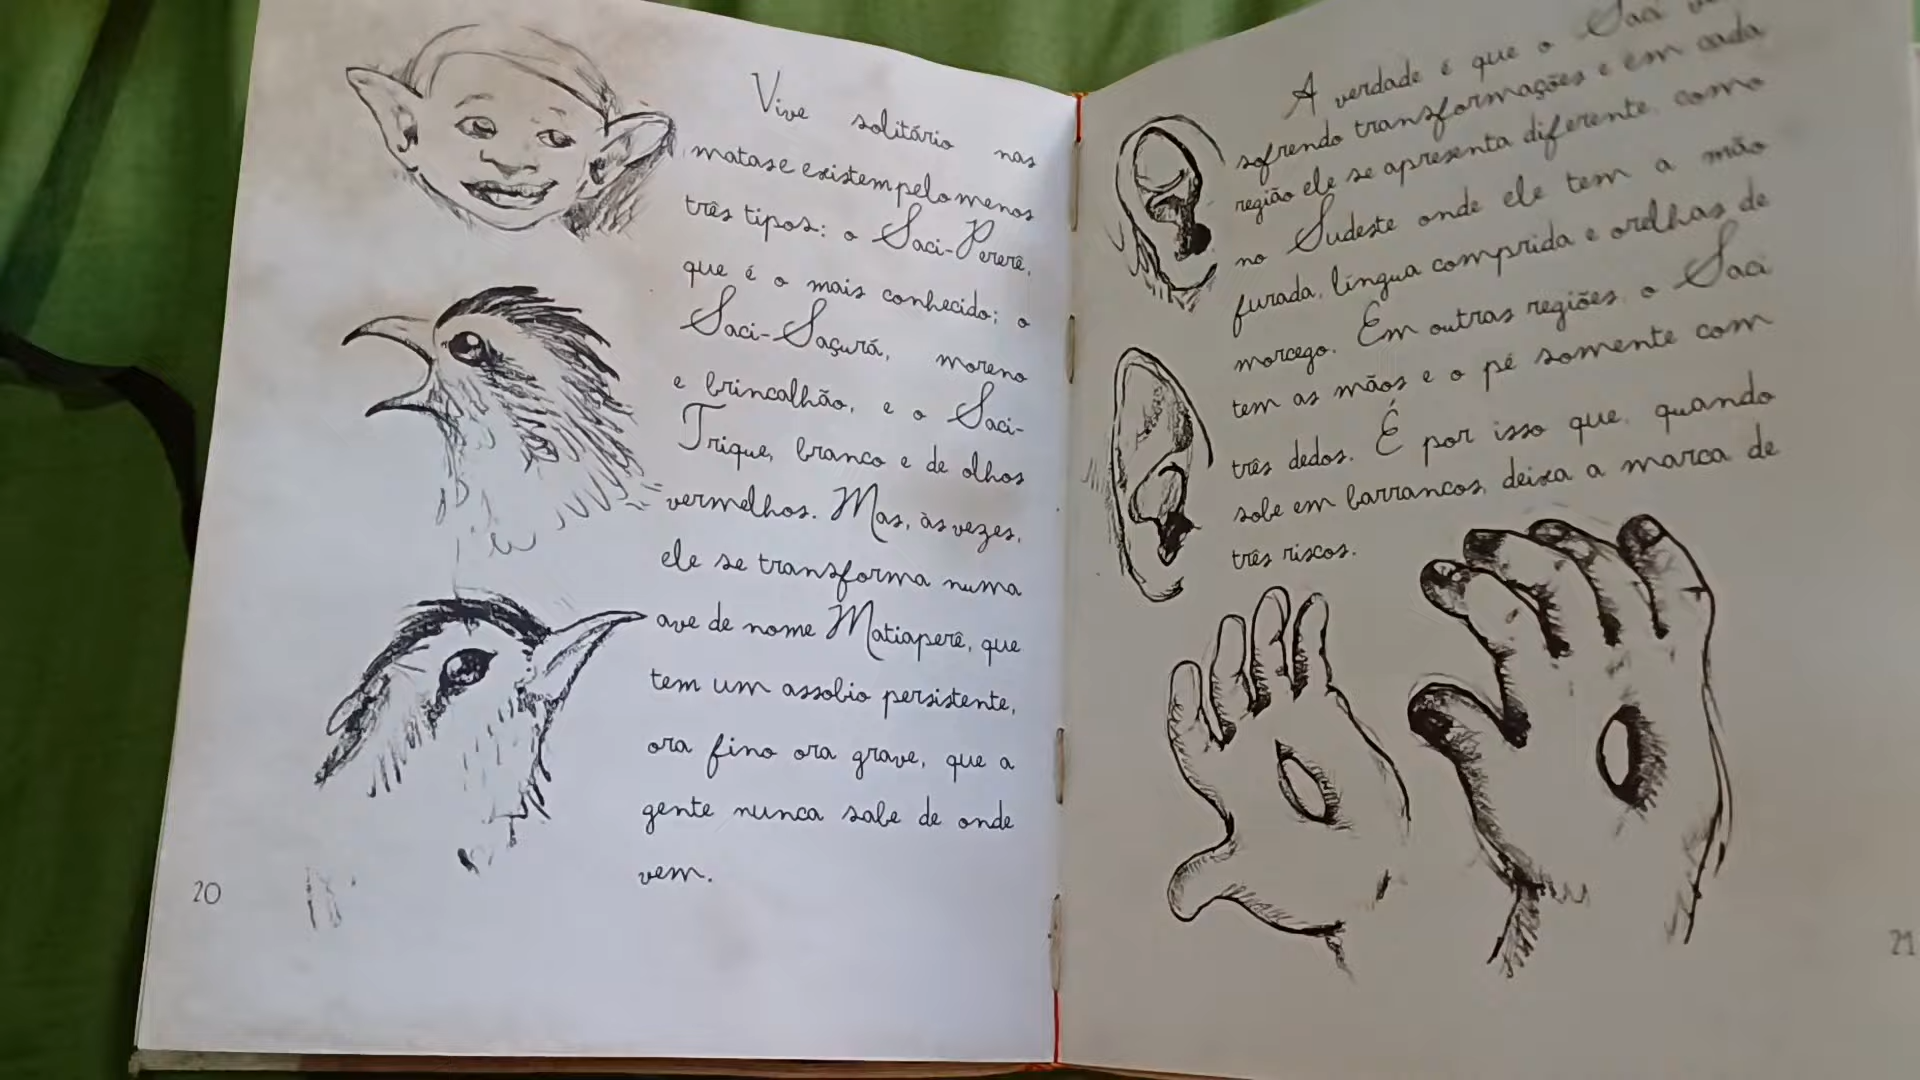 Vive solitário nas
matas e existem pelo menos
três tipos: o Saci-Pererê,
que é o mais conhecido; o
Saci-Saçurá, moreno
e brincalhão, e o Saci-
Trique, branco e de olhos
vermelhos. Mas, às vezes,
ele se transforma numa
ave de nome Matiaperê, que
tem um assobio persistente,
ora fino ora grave, que a
gente nunca sabe de onde
vem.
20
A verdade é que o Saci
sofrendo transformações e em cada
região ele se apresenta diferente, como
no Sudeste onde ele tem a mão
furada, língua comprida e orelhas de
morcego. Em outras regiões, o Saci
tem as mãos e o pé somente com
três dedos. É por isso que, quando
sobe em barrancos, deixa a marca de
três riscos.
21